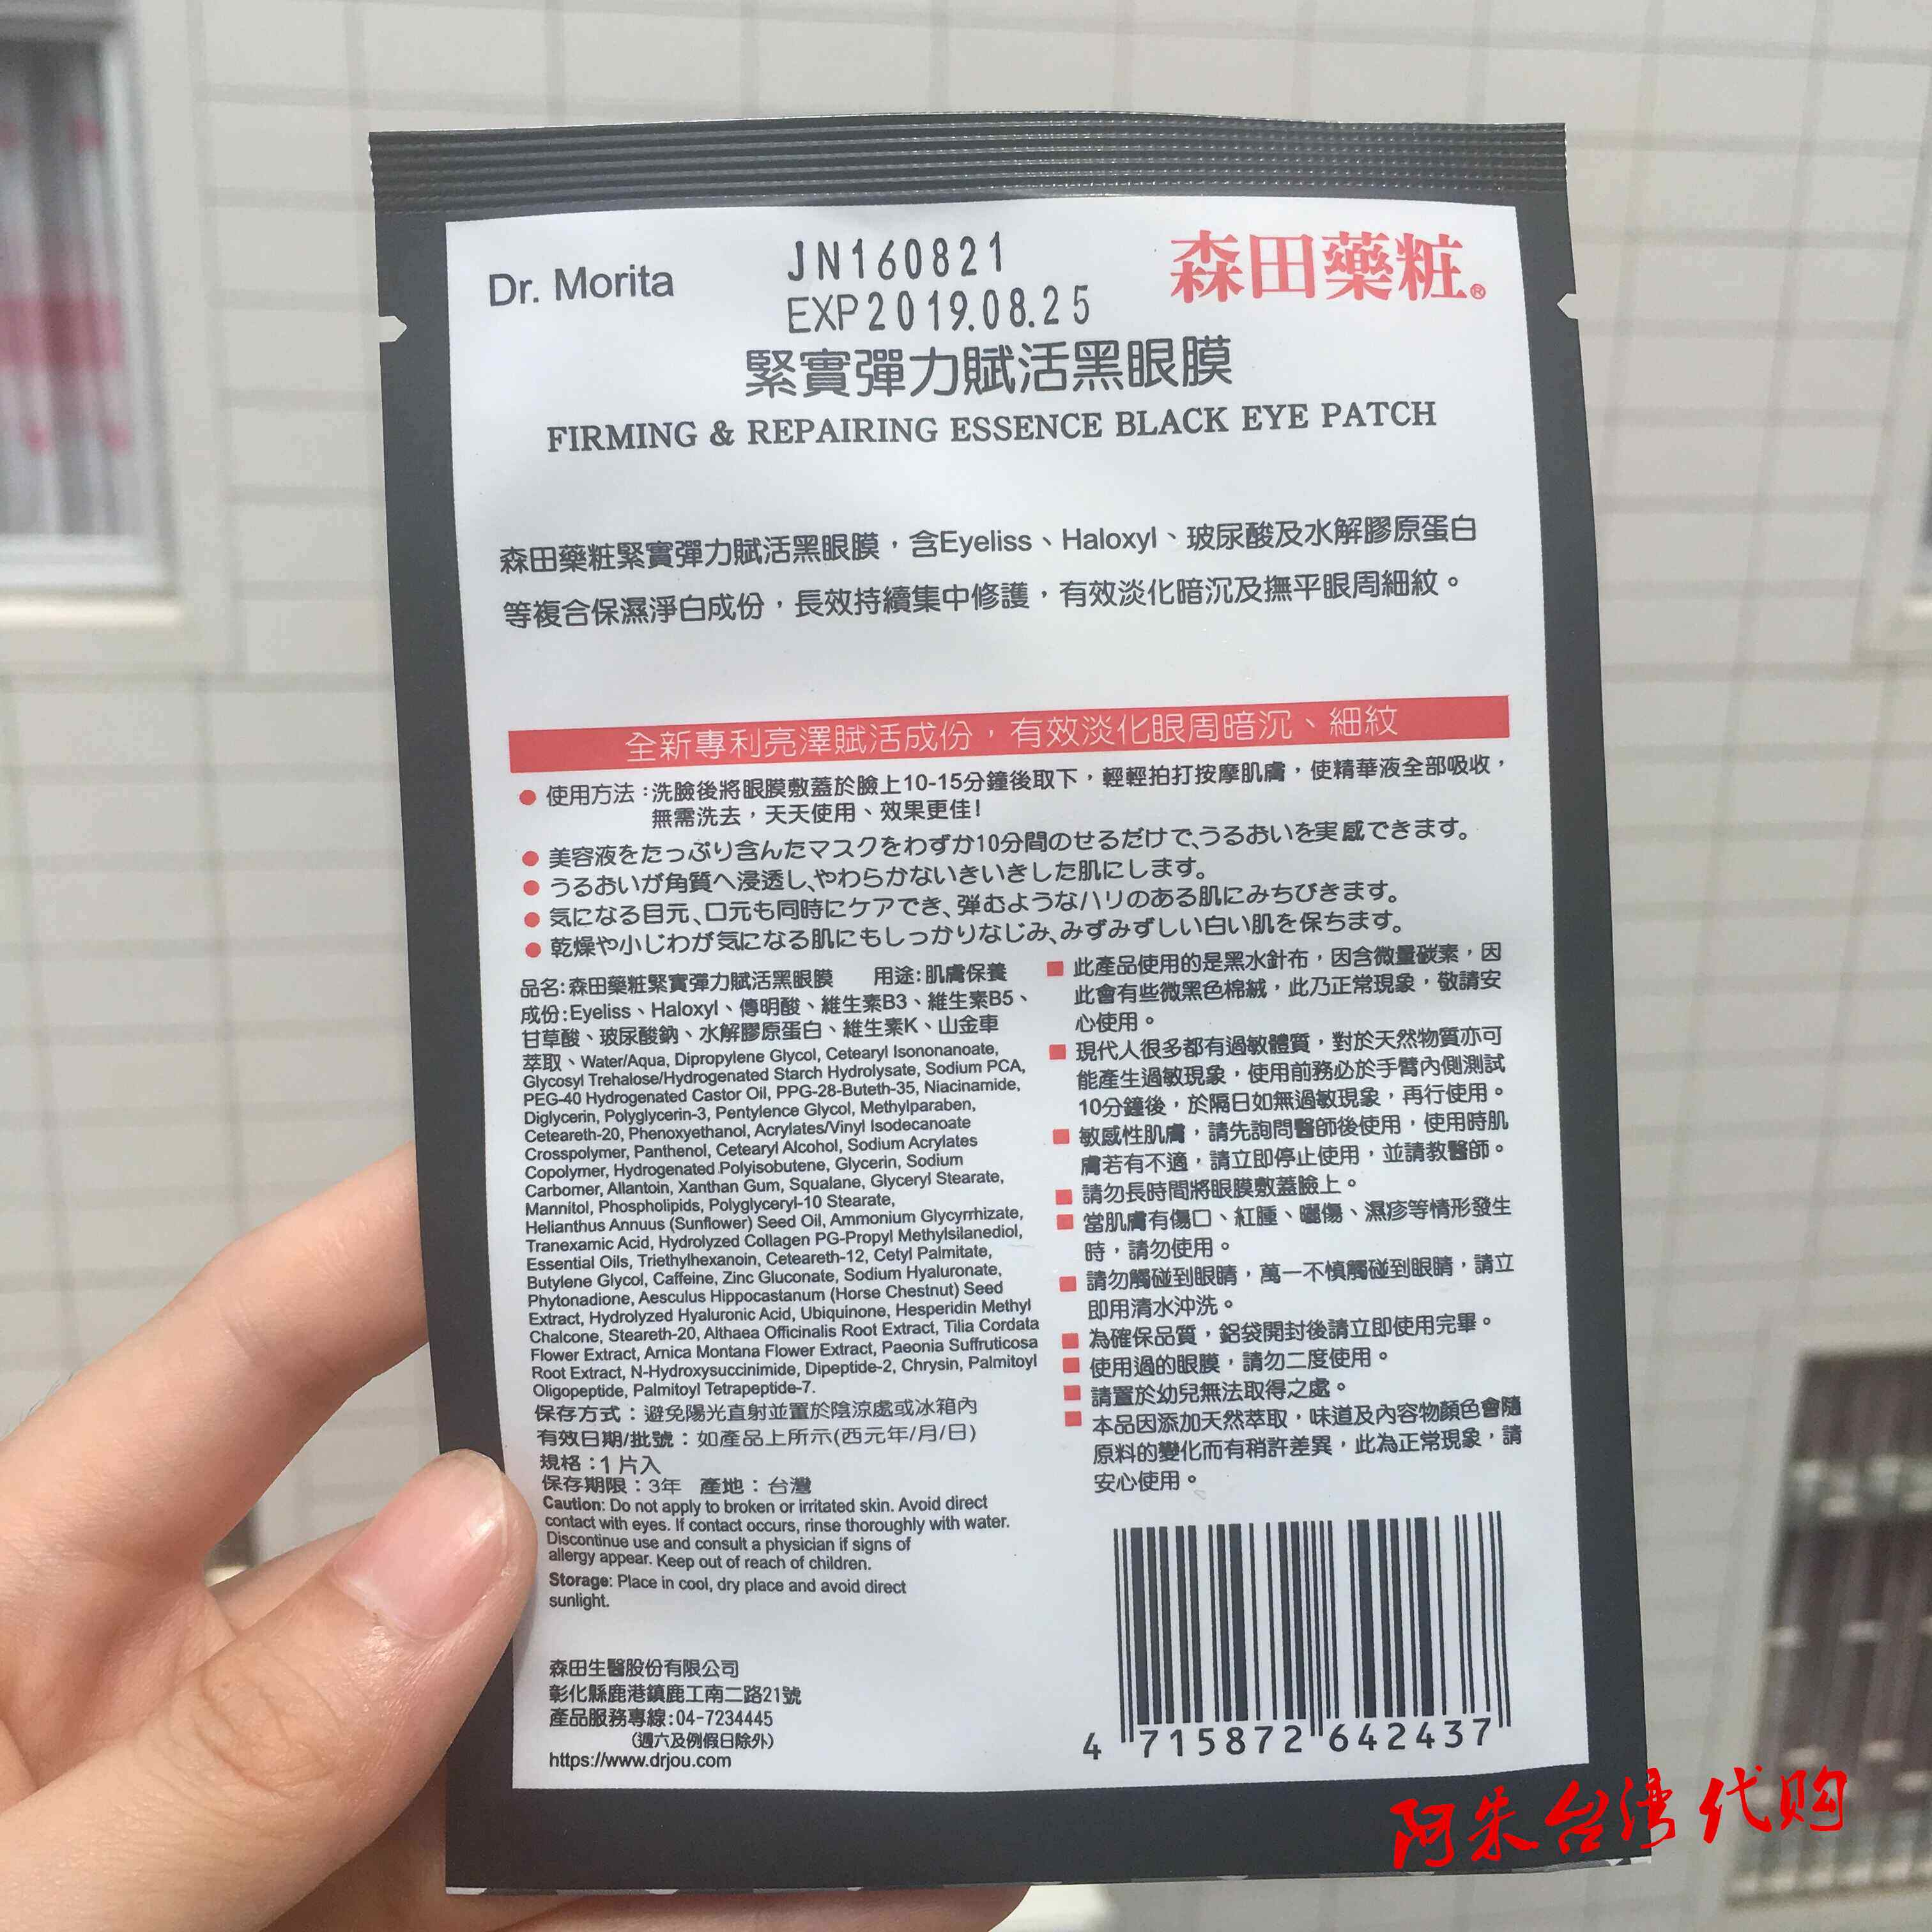 Dr. Morita
JN160821
EXP2019.08.25
森田藥粧®
緊實彈力賦活黑眼膜
FIRMING & REPAIRING ESSENCE BLACK EYE PATCH
森田藥粧緊實彈力賦活黑眼膜，含Eyeliss、Haloxyl、玻尿酸及水解膠原蛋白
等複合保濕淨白成份，長效持續集中修護，有效淡化暗沉及撫平眼周細紋。
全新專利亮澤賦活成份，有效淡化眼周暗沉、細紋
● 使用方法：洗臉後將眼膜敷蓋於臉上10-15分鐘後取下，輕輕拍打按摩肌膚，使精華液全部吸收，
無需洗去，天天使用、效果更佳!
● 美容液をたっぷり含んたマスクをわずか10分間のせるだけで、うるおいを実感できます。
● うるおいが角質へ浸透し、やわらかないきいきした肌にします。
● 気になる目元、口元も同時にケアでき、弾むようなハリのある肌にみちびきます。
● 乾燥や小じわが気になる肌にもしっかりなじみ、みずみずしい白い肌を保ちます。
品名:森田藥粧緊實彈力賦活黑眼膜 用途:肌膚保養
成份:Eyeliss、Haloxyl、傳明酸、維生素B3、維生素B5、
甘草酸、玻尿酸鈉、水解膠原蛋白、維生素K、山金車
萃取、Water/Aqua, Dipropylene Glycol, Cetearyl Isononanoate,
Glycosyl Trehalose/Hydrogenated Starch Hydrolysate, Sodium PCA,
PEG-40 Hydrogenated Castor Oil, PPG-28-Buteth-35, Niacinamide,
Diglycerin, Polyglycerin-3, Pentylence Glycol, Methylparaben,
Ceteareth-20, Phenoxyethanol, Acrylates/Vinyl Isodecanoate
Crosspolymer, Panthenol, Cetearyl Alcohol, Sodium Acrylates
Copolymer, Hydrogenated Polyisobutene, Glycerin, Sodium
Carbomer, Allantoin, Xanthan Gum, Squalane, Glyceryl Stearate,
Mannitol, Phospholipids, Polyglyceryl-10 Stearate,
Helianthus Annuus (Sunflower) Seed Oil, Ammonium Glycyrrhizate,
Tranexamic Acid, Hydrolyzed Collagen PG-Propyl Methylsilanediol,
Essential Oils, Triethylhexanoin, Ceteareth-12, Cetyl Palmitate,
Butylene Glycol, Caffeine, Zinc Gluconate, Sodium Hyaluronate,
Phytonadione, Aesculus Hippocastanum (Horse Chestnut) Seed
Extract, Hydrolyzed Hyaluronic Acid, Ubiquinone, Hesperidin Methyl
Chalcone, Steareth-20, Althaea Officinalis Root Extract, Tilia Cordata
Flower Extract, Arnica Montana Flower Extract, Paeonia Suffruticosa
Root Extract, N-Hydroxysuccinimide, Dipeptide-2, Chrysin, Palmitoyl
Oligopeptide, Palmitoyl Tetrapeptide-7.
保存方式：避免陽光直射並置於陰涼處或冰箱內
有效日期/批號：如產品上所示(西元年/月/日)
規格：1片入
保存期限：3年 產地：台灣
Caution: Do not apply to broken or irritated skin. Avoid direct
contact with eyes. If contact occurs, rinse thoroughly with water.
Discontinue use and consult a physician if signs of
allergy appear. Keep out of reach of children.
Storage: Place in cool, dry place and avoid direct
sunlight.
森田生醫股份有限公司
彰化縣鹿港鎮鹿工南二路21號
產品服務專線:04-7234445
(週六及例假日除外)
https://www.drjou.com
■ 此產品使用的是黑水針布，因含微量碳素，因
此會有些微黑色棉絨，此乃正常現象，敬請安
心使用。
■ 現代人很多都有過敏體質，對於天然物質亦可
能產生過敏現象，使用前務必於手臂內側測試
10分鐘後，於隔日如無過敏現象，再行使用。
■ 敏感性肌膚，請先詢問醫師後使用，使用時肌
膚若有不適，請立即停止使用，並請教醫師。
■ 請勿長時間將眼膜敷蓋臉上。
■ 當肌膚有傷口、紅腫、曬傷、濕疹等情形發生
時，請勿使用。
■ 請勿觸碰到眼睛，萬一不慎觸碰到眼睛，請立
即用清水沖洗。
■ 為確保品質，鋁袋開封後請立即使用完畢。
■ 使用過的眼膜，請勿二度使用。
■ 請置於幼兒無法取得之處。
■ 本品因添加天然萃取，味道及內容物顏色會隨
原料的變化而有稍許差異，此為正常現象，請
安心使用。
4 715872 642437
阿朱台湾代购